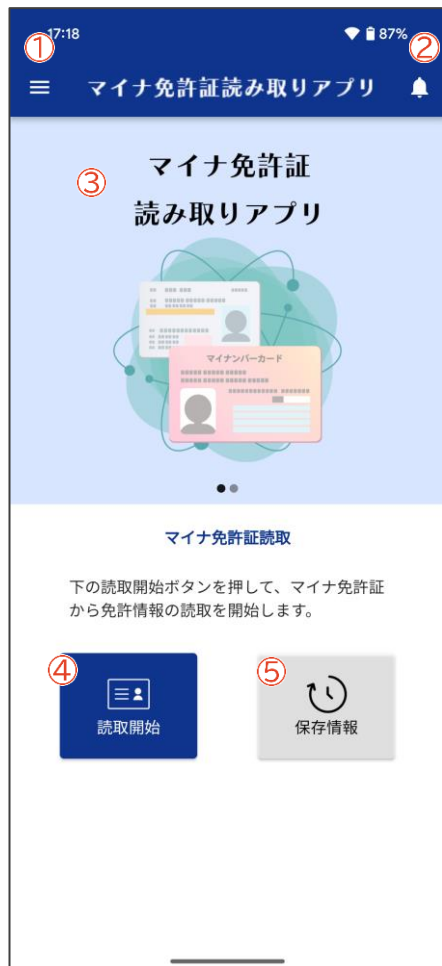 ① 17:18 87% ②
マイナ免許証読み取りアプリ
③ マイナ免許証
読み取りアプリ
マイナンバーカード
マイナ免許証読取
下の読取開始ボタンを押して、マイナ免許証
から免許情報の読取を開始します。
④ ⑤
読取開始 保存情報